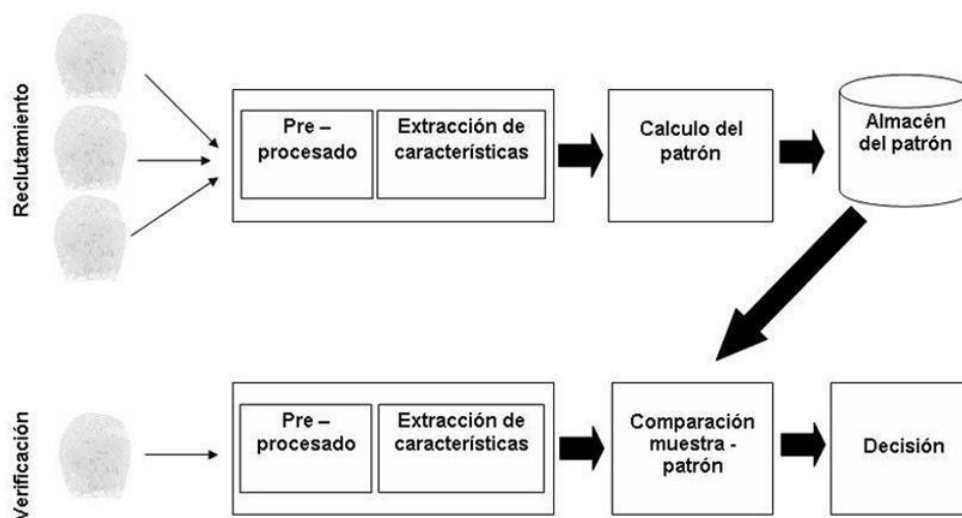 Reclutamiento
Pre –
procesado
Extracción de
características
Calculo del
patrón
Almacén
del patrón
Verificación
Pre –
procesado
Extracción de
características
Comparación
muestra -
patrón
Decisión